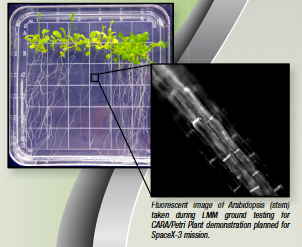 Fluorescent image of Arabidopsis (stem)
taken during LMM ground testing for
CARA/Petri Plant demonstration planned for
SpaceX-3 mission.